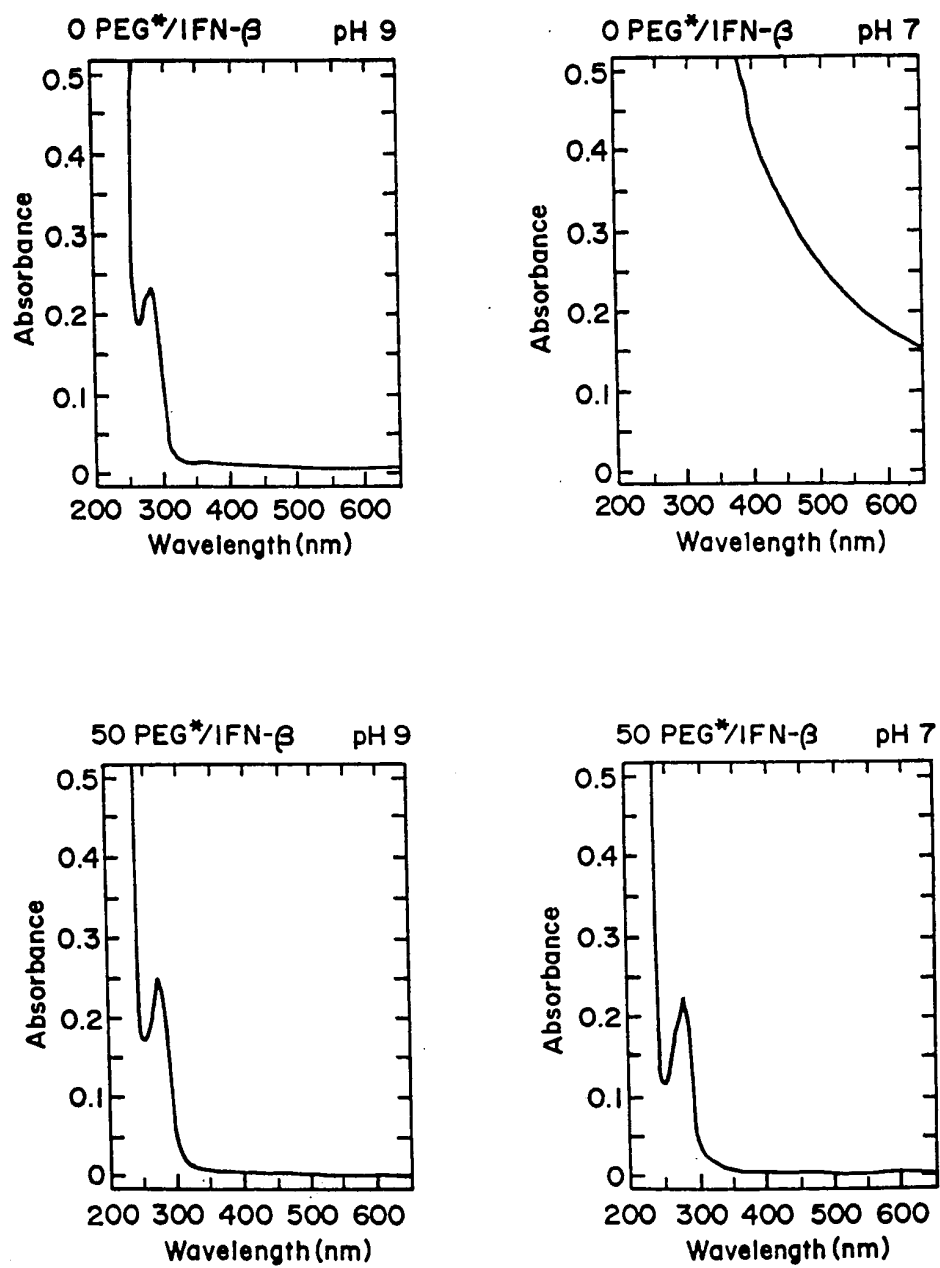 0 PEG*/IFN-β pH 9
0.5
0.4
0.3
0.2
0.1
0
Absorbance
200 300 400 500 600
Wavelength (nm)
0 PEG*/IFN-β pH 7
0.5
0.4
0.3
0.2
0.1
0
Absorbance
200 300 400 500 600
Wavelength (nm)
50 PEG*/IFN-β pH 9
0.5
0.4
0.3
0.2
0.1
0
Absorbance
200 300 400 500 600
Wavelength (nm)
50 PEG*/IFN-β pH 7
0.5
0.4
0.3
0.2
0.1
0
Absorbance
200 300 400 500 600
Wavelength (nm)